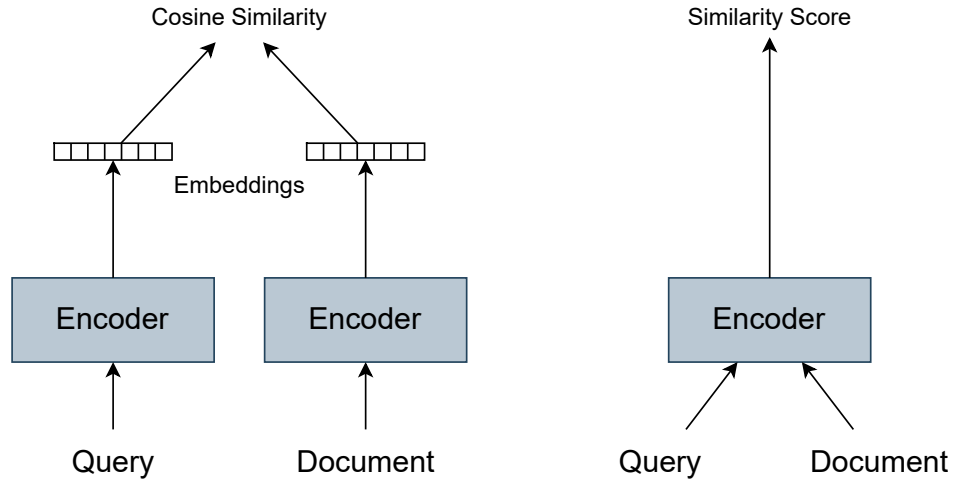 Cosine Similarity
Embeddings
Encoder
Encoder
Query
Document
Similarity Score
Encoder
Query
Document